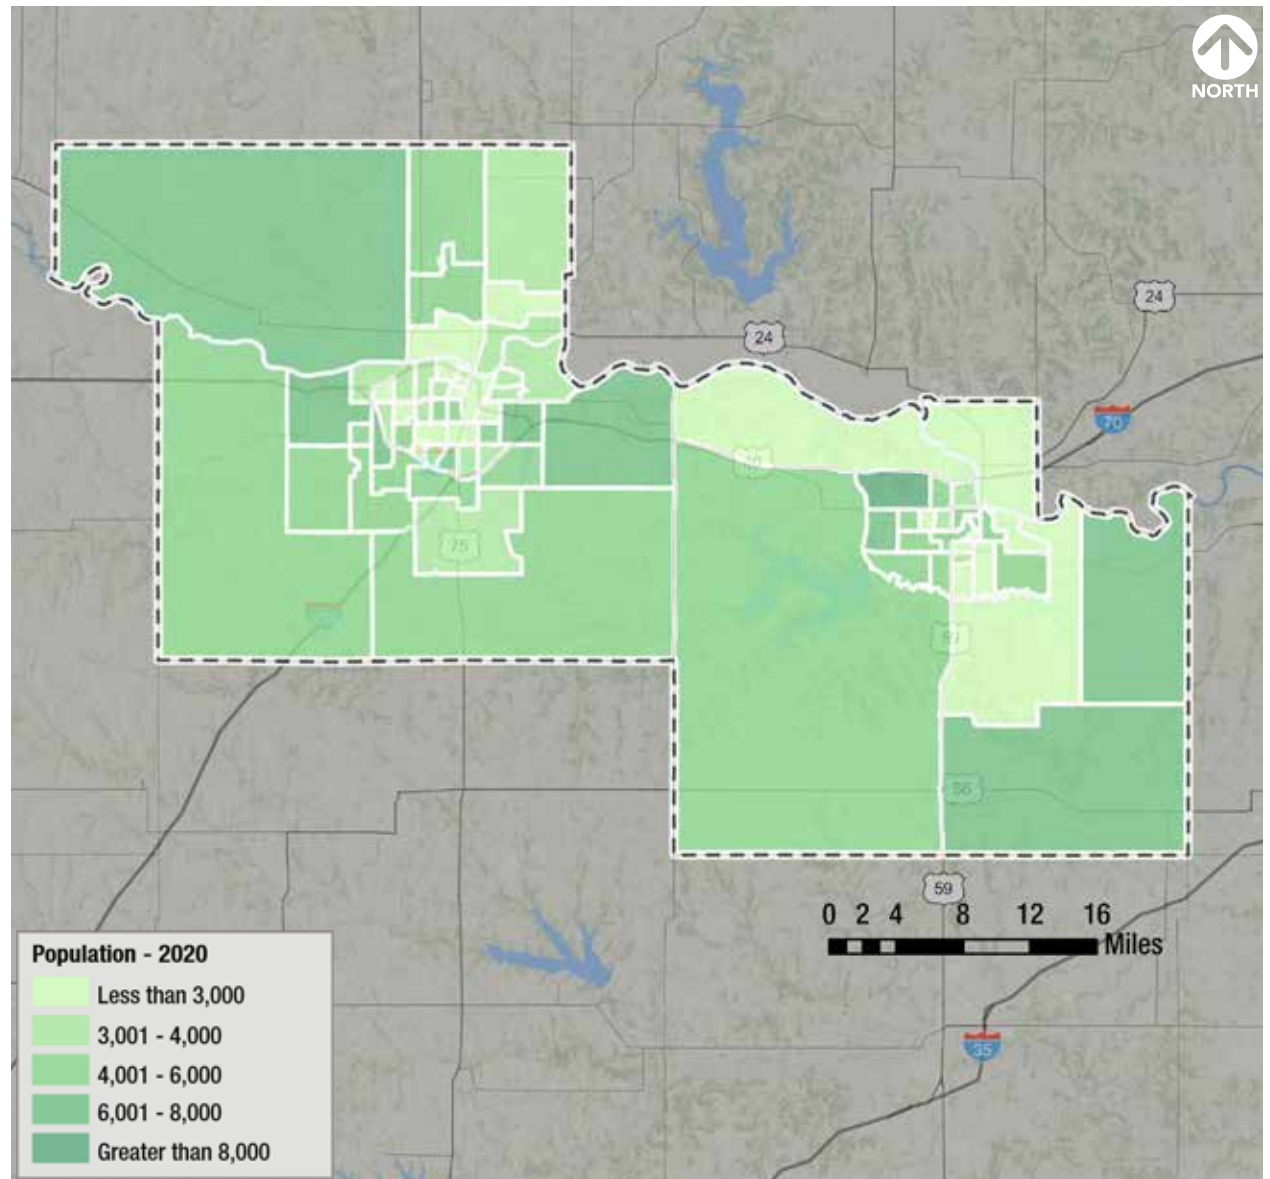 NORTH
24
24
70
70
75
59
56
59
0 2 4 8 12 16
Miles
35
Population - 2020
Less than 3,000
3,001 - 4,000
4,001 - 6,000
6,001 - 8,000
Greater than 8,000